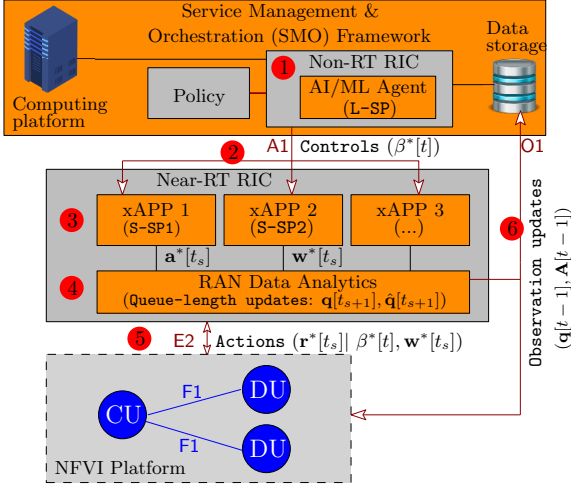 Service Management &
Orchestration (SMO) Framework
Data
storage
Computing
platform
Policy
1
Non-RT RIC
AI/ML Agent
(L-SP)
A1
Controls (β*[t])
O1
2
Near-RT RIC
3
xAPP 1
(S-SP1)
xAPP 2
(S-SP2)
xAPP 3
(...)
a*[t_s]
w*[t_s]
4
RAN Data Analytics
(Queue-length updates: q[t_{s+1}], q̂[t_{s+1}])
6
Observation updates
(q[t − 1], A[t − 1])
5
E2
Actions (r*[t_s]| β*[t], w*[t_s])
CU
F1
DU
F1
DU
NFVI Platform